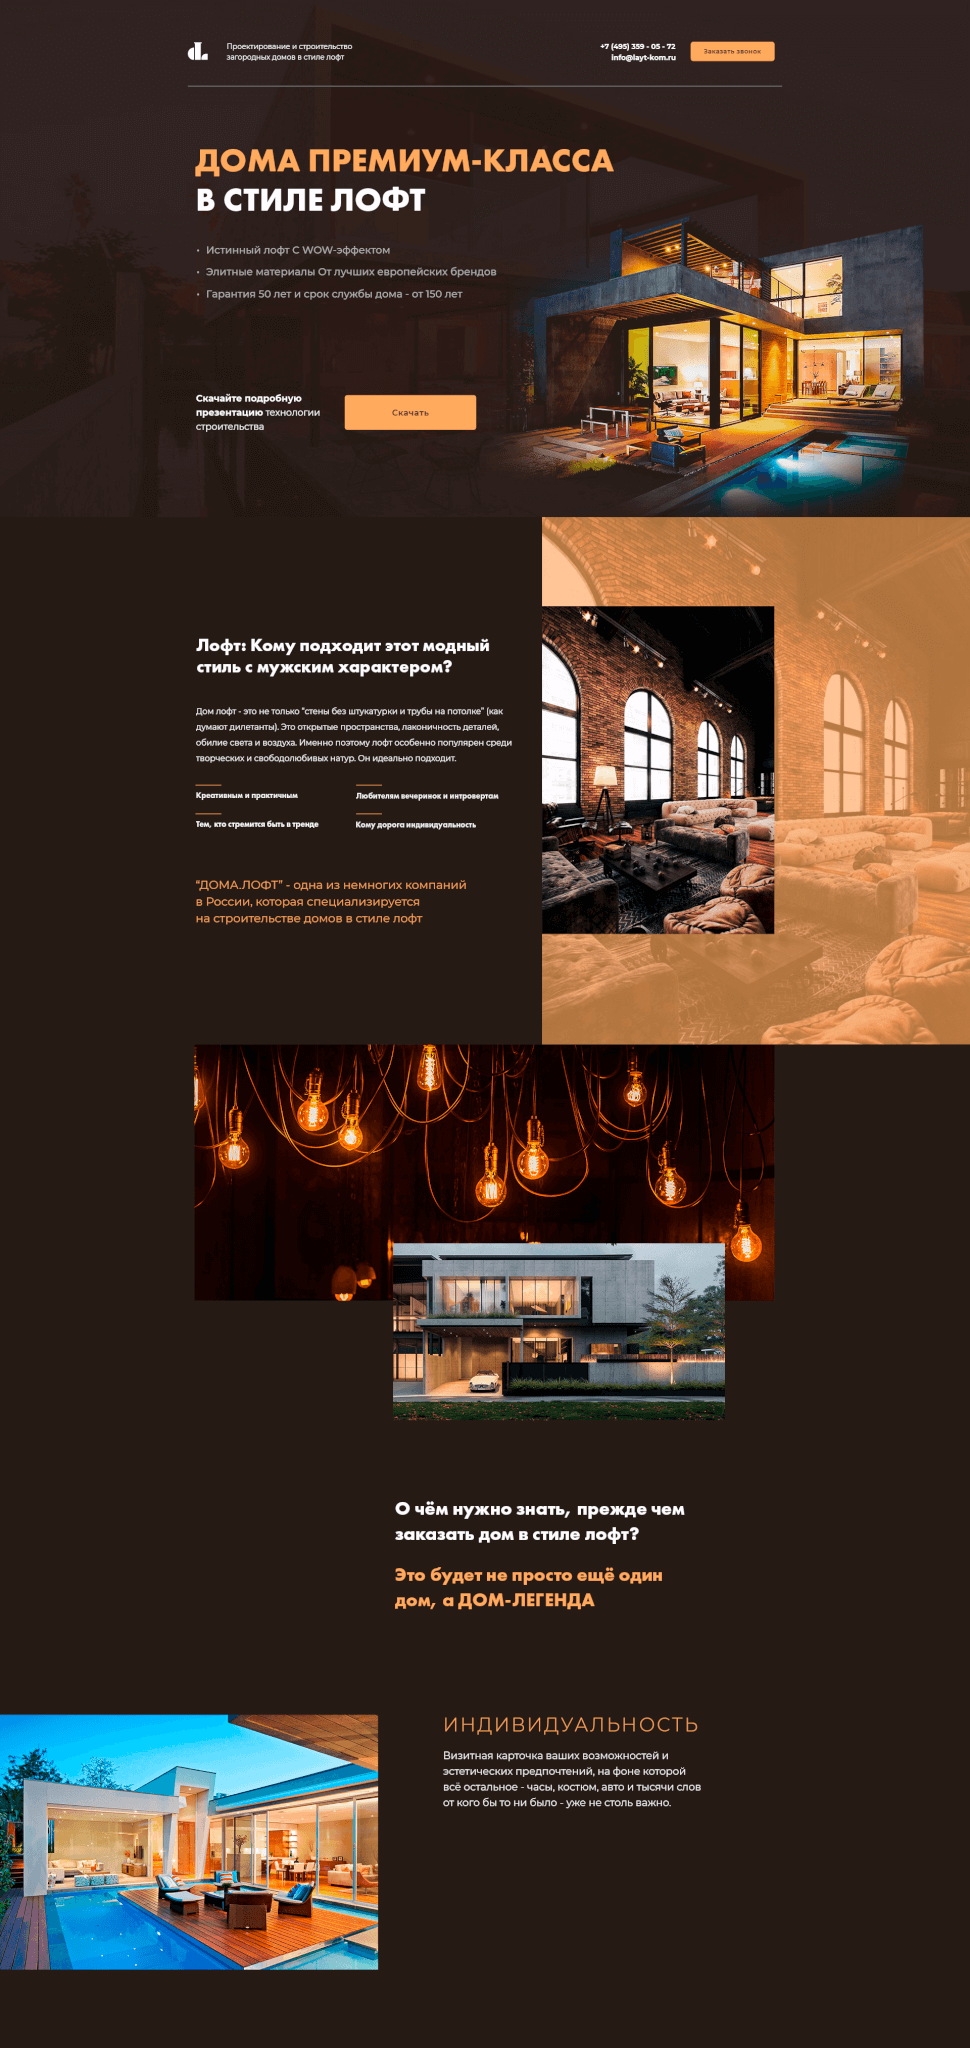 dL
Проектирование и строительство
загородных домов в стиле лофт
+7 (495) 359 - 05 - 72
info@layt-kom.ru
Заказать звонок
ДОМА ПРЕМИУМ-КЛАССА
В СТИЛЕ ЛОФТ
• Истинный лофт С WOW-эффектом
• Элитные материалы От лучших европейских брендов
• Гарантия 50 лет и срок службы дома - от 150 лет
Скачайте подробную
презентацию технологии
строительства
Скачать
Лофт: Кому подходит этот модный
стиль с мужским характером?
Дом лофт - это не только "стены без штукатурки и трубы на потолке" (как
думают дилетанты). Это открытые пространства, лаконичность деталей,
обилие света и воздуха. Именно поэтому лофт особенно популярен среди
творческих и свободолюбивых натур. Он идеально подходит.
Креативным и практичным
Любителям вечеринок и интровертам
Тем, кто стремится быть в тренде
Кому дорога индивидуальность
"ДОМА.ЛОФТ" - одна из немногих компаний
в России, которая специализируется
на строительстве домов в стиле лофт
О чём нужно знать, прежде чем
заказать дом в стиле лофт?
Это будет не просто ещё один
дом, а ДОМ-ЛЕГЕНДА
ИНДИВИДУАЛЬНОСТЬ
Визитная карточка ваших возможностей и
эстетических предпочтений, на фоне которой
всё остальное - часы, костюм, авто и тысячи слов
от кого бы то ни было - уже не столь важно.